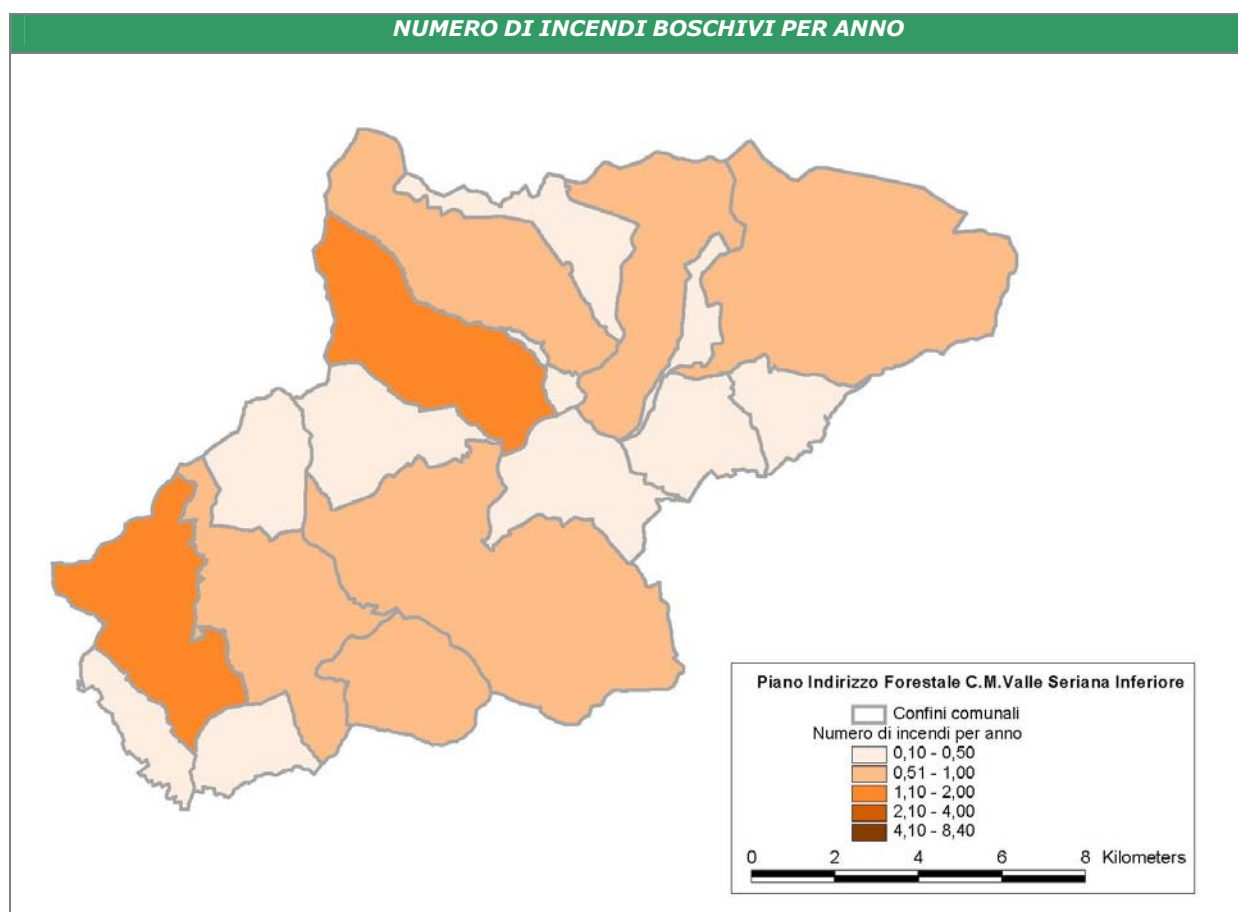 NUMERO DI INCENDI BOSCHIVI PER ANNO
Piano Indirizzo Forestale C.M.Valle Seriana Inferiore
Confini comunali
Numero di incendi per anno
0,10 - 0,50
0,51 - 1,00
1,10 - 2,00
2,10 - 4,00
4,10 - 8,40
0 2 4 6 8 Kilometers